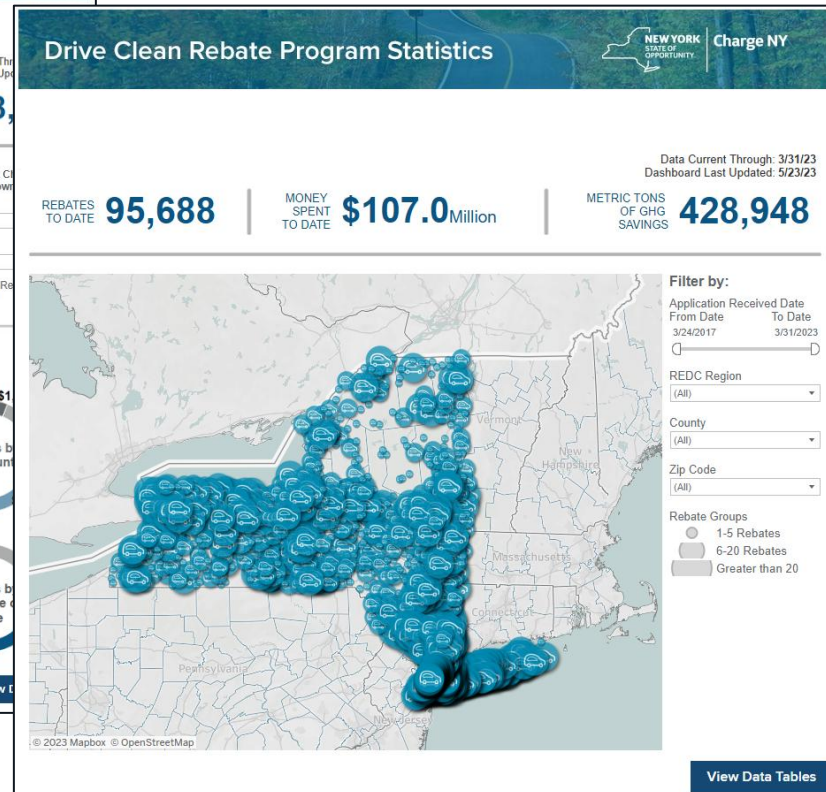 Drive Clean Rebate Program Statistics
NEW YORK
STATE OF
OPPORTUNITY.
Charge NY
Data Current Through: 3/31/23
Dashboard Last Updated: 5/23/23
REBATES
TO DATE
95,688
MONEY
SPENT
TO DATE
$107.0Million
METRIC TONS
OF GHG
SAVINGS
428,948
Filter by:
Application Received Date
From Date To Date
3/24/2017 3/31/2023
REDC Region
(All)
County
(All)
Zip Code
(All)
Rebate Groups
1-5 Rebates
6-20 Rebates
Greater than 20
Vermont
New
Hampshire
Massachusetts
Connecticut
Pennsylvania
New Jersey
© 2023 Mapbox © OpenStreetMap
View Data Tables